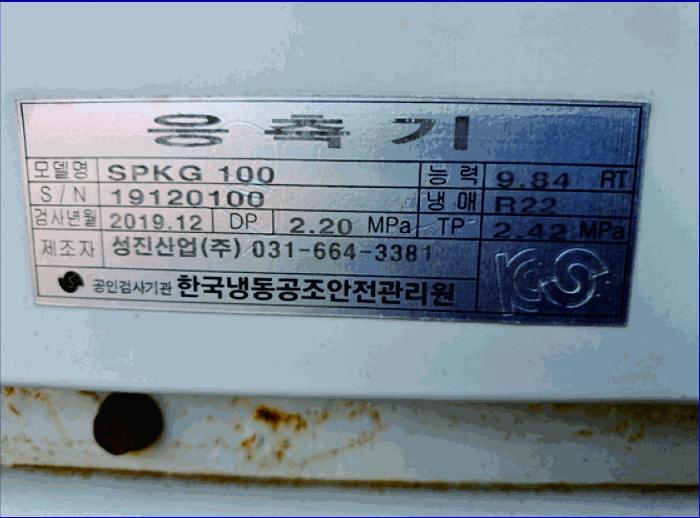 응축기
모델명 SPKG 100 능력 9.84 RT
S/N 19120100 냉매 R22
검사년월 2019.12 DP 2.20 MPa TP 2.42 MPa
제조자 성진산업(주) 031-664-3381
공인검사기관 한국냉동공조안전관리원
KGS